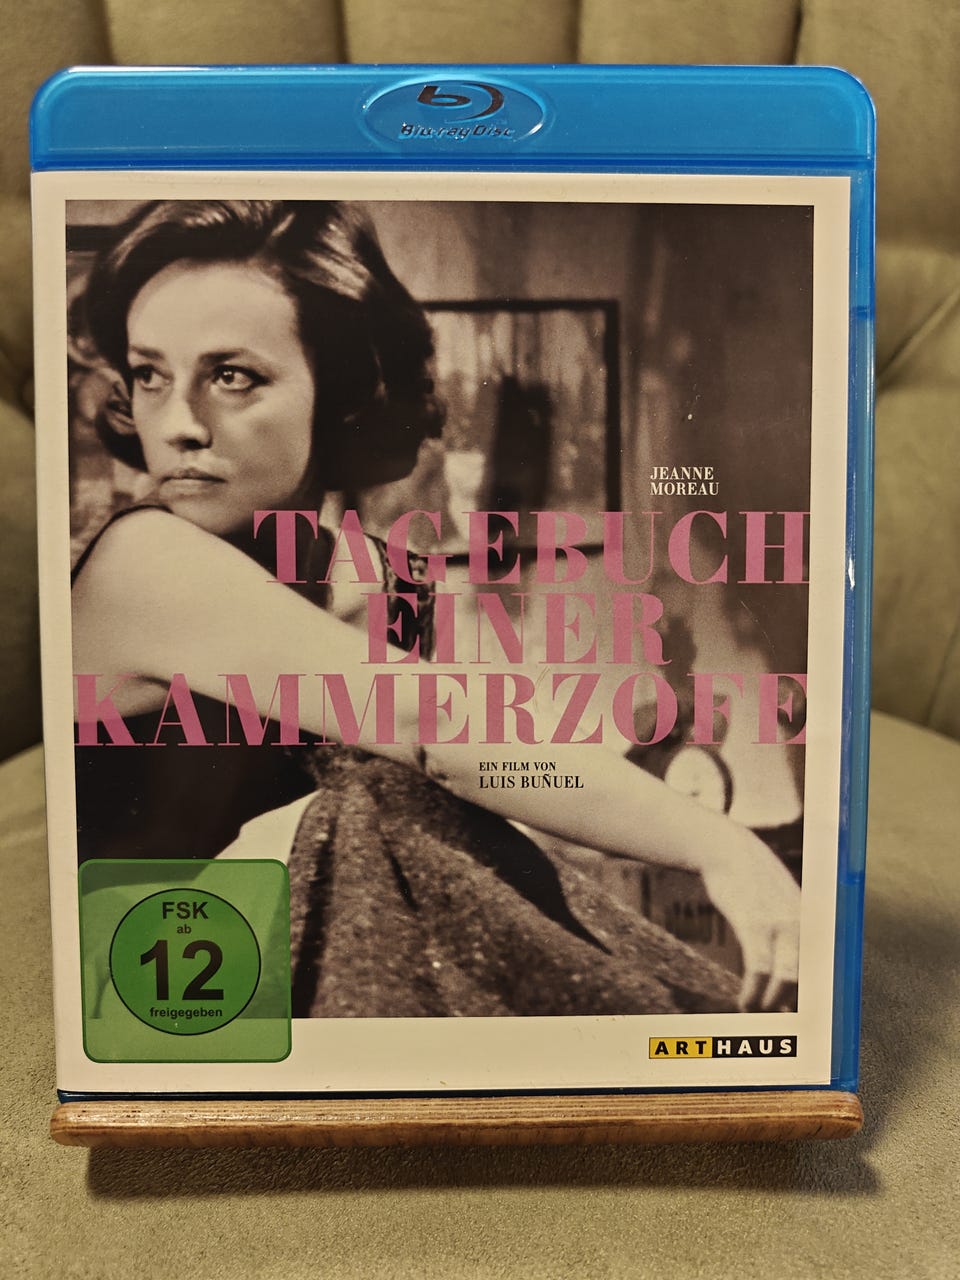 Blu-ray Disc
JEANNE
MOREAU
TAGEBUCH
EINER
KAMMERZOFE
EIN FILM VON
LUIS BUÑUEL
FSK
ab
12
freigegeben
ARTHAUS